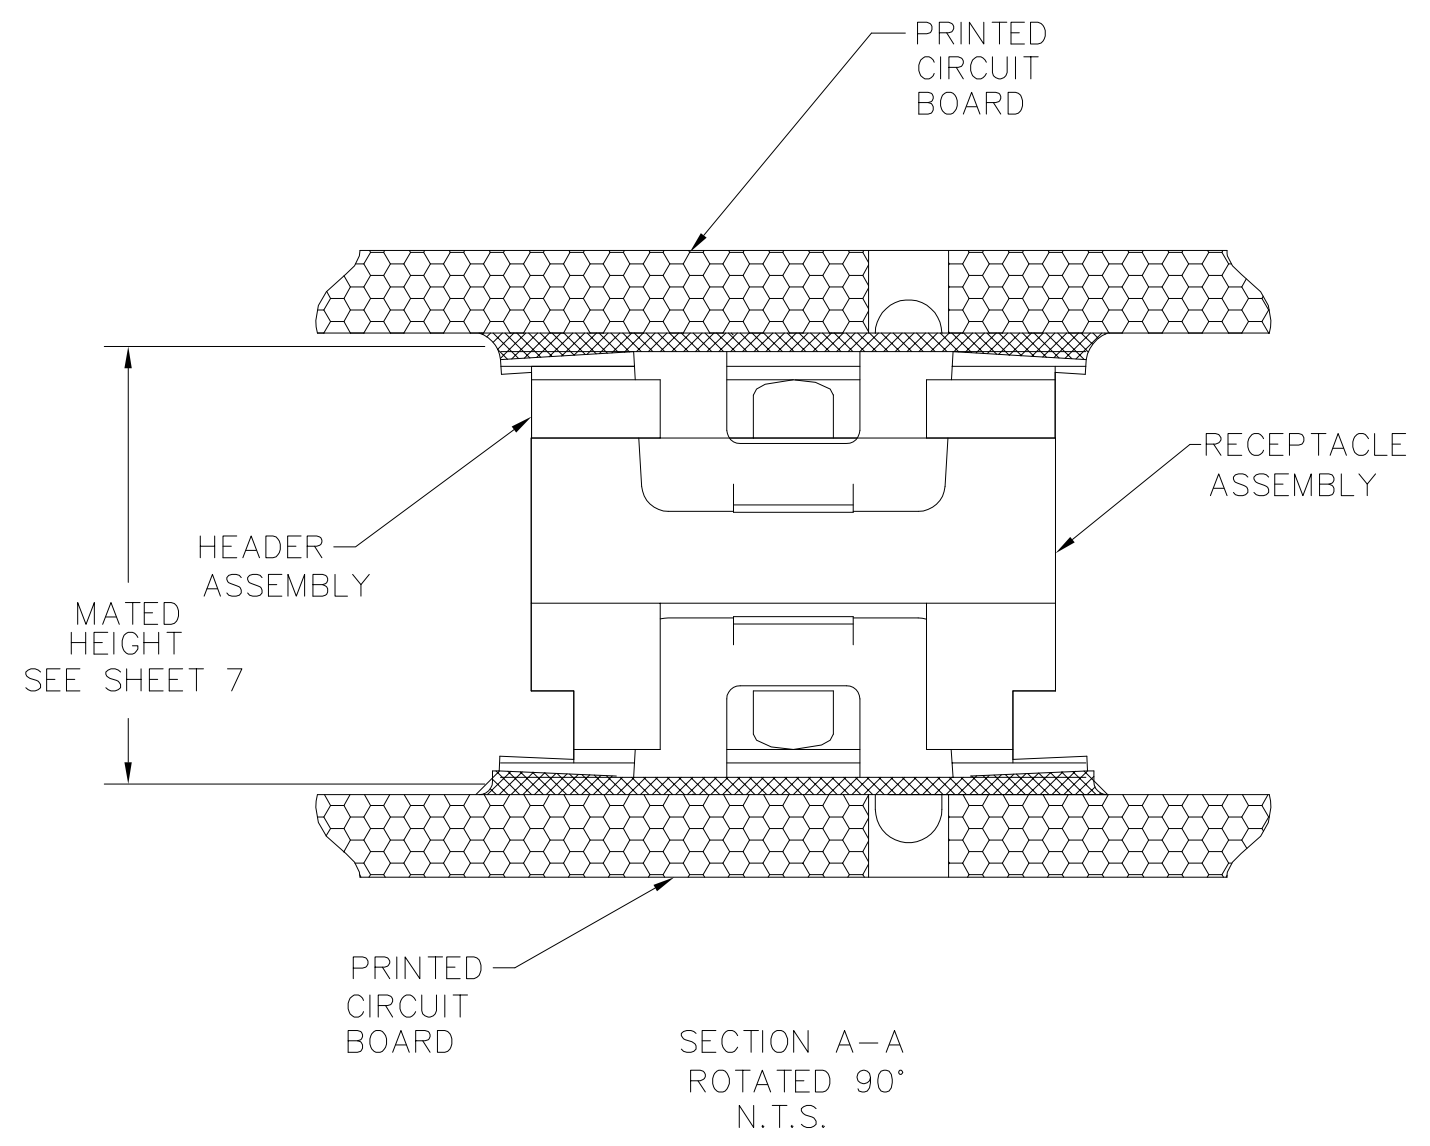 PRINTED
CIRCUIT
BOARD
RECEPTACLE
ASSEMBLY
HEADER
ASSEMBLY
MATED
HEIGHT
SEE SHEET 7
PRINTED
CIRCUIT
BOARD
SECTION A-A
ROTATED 90°
N.T.S.